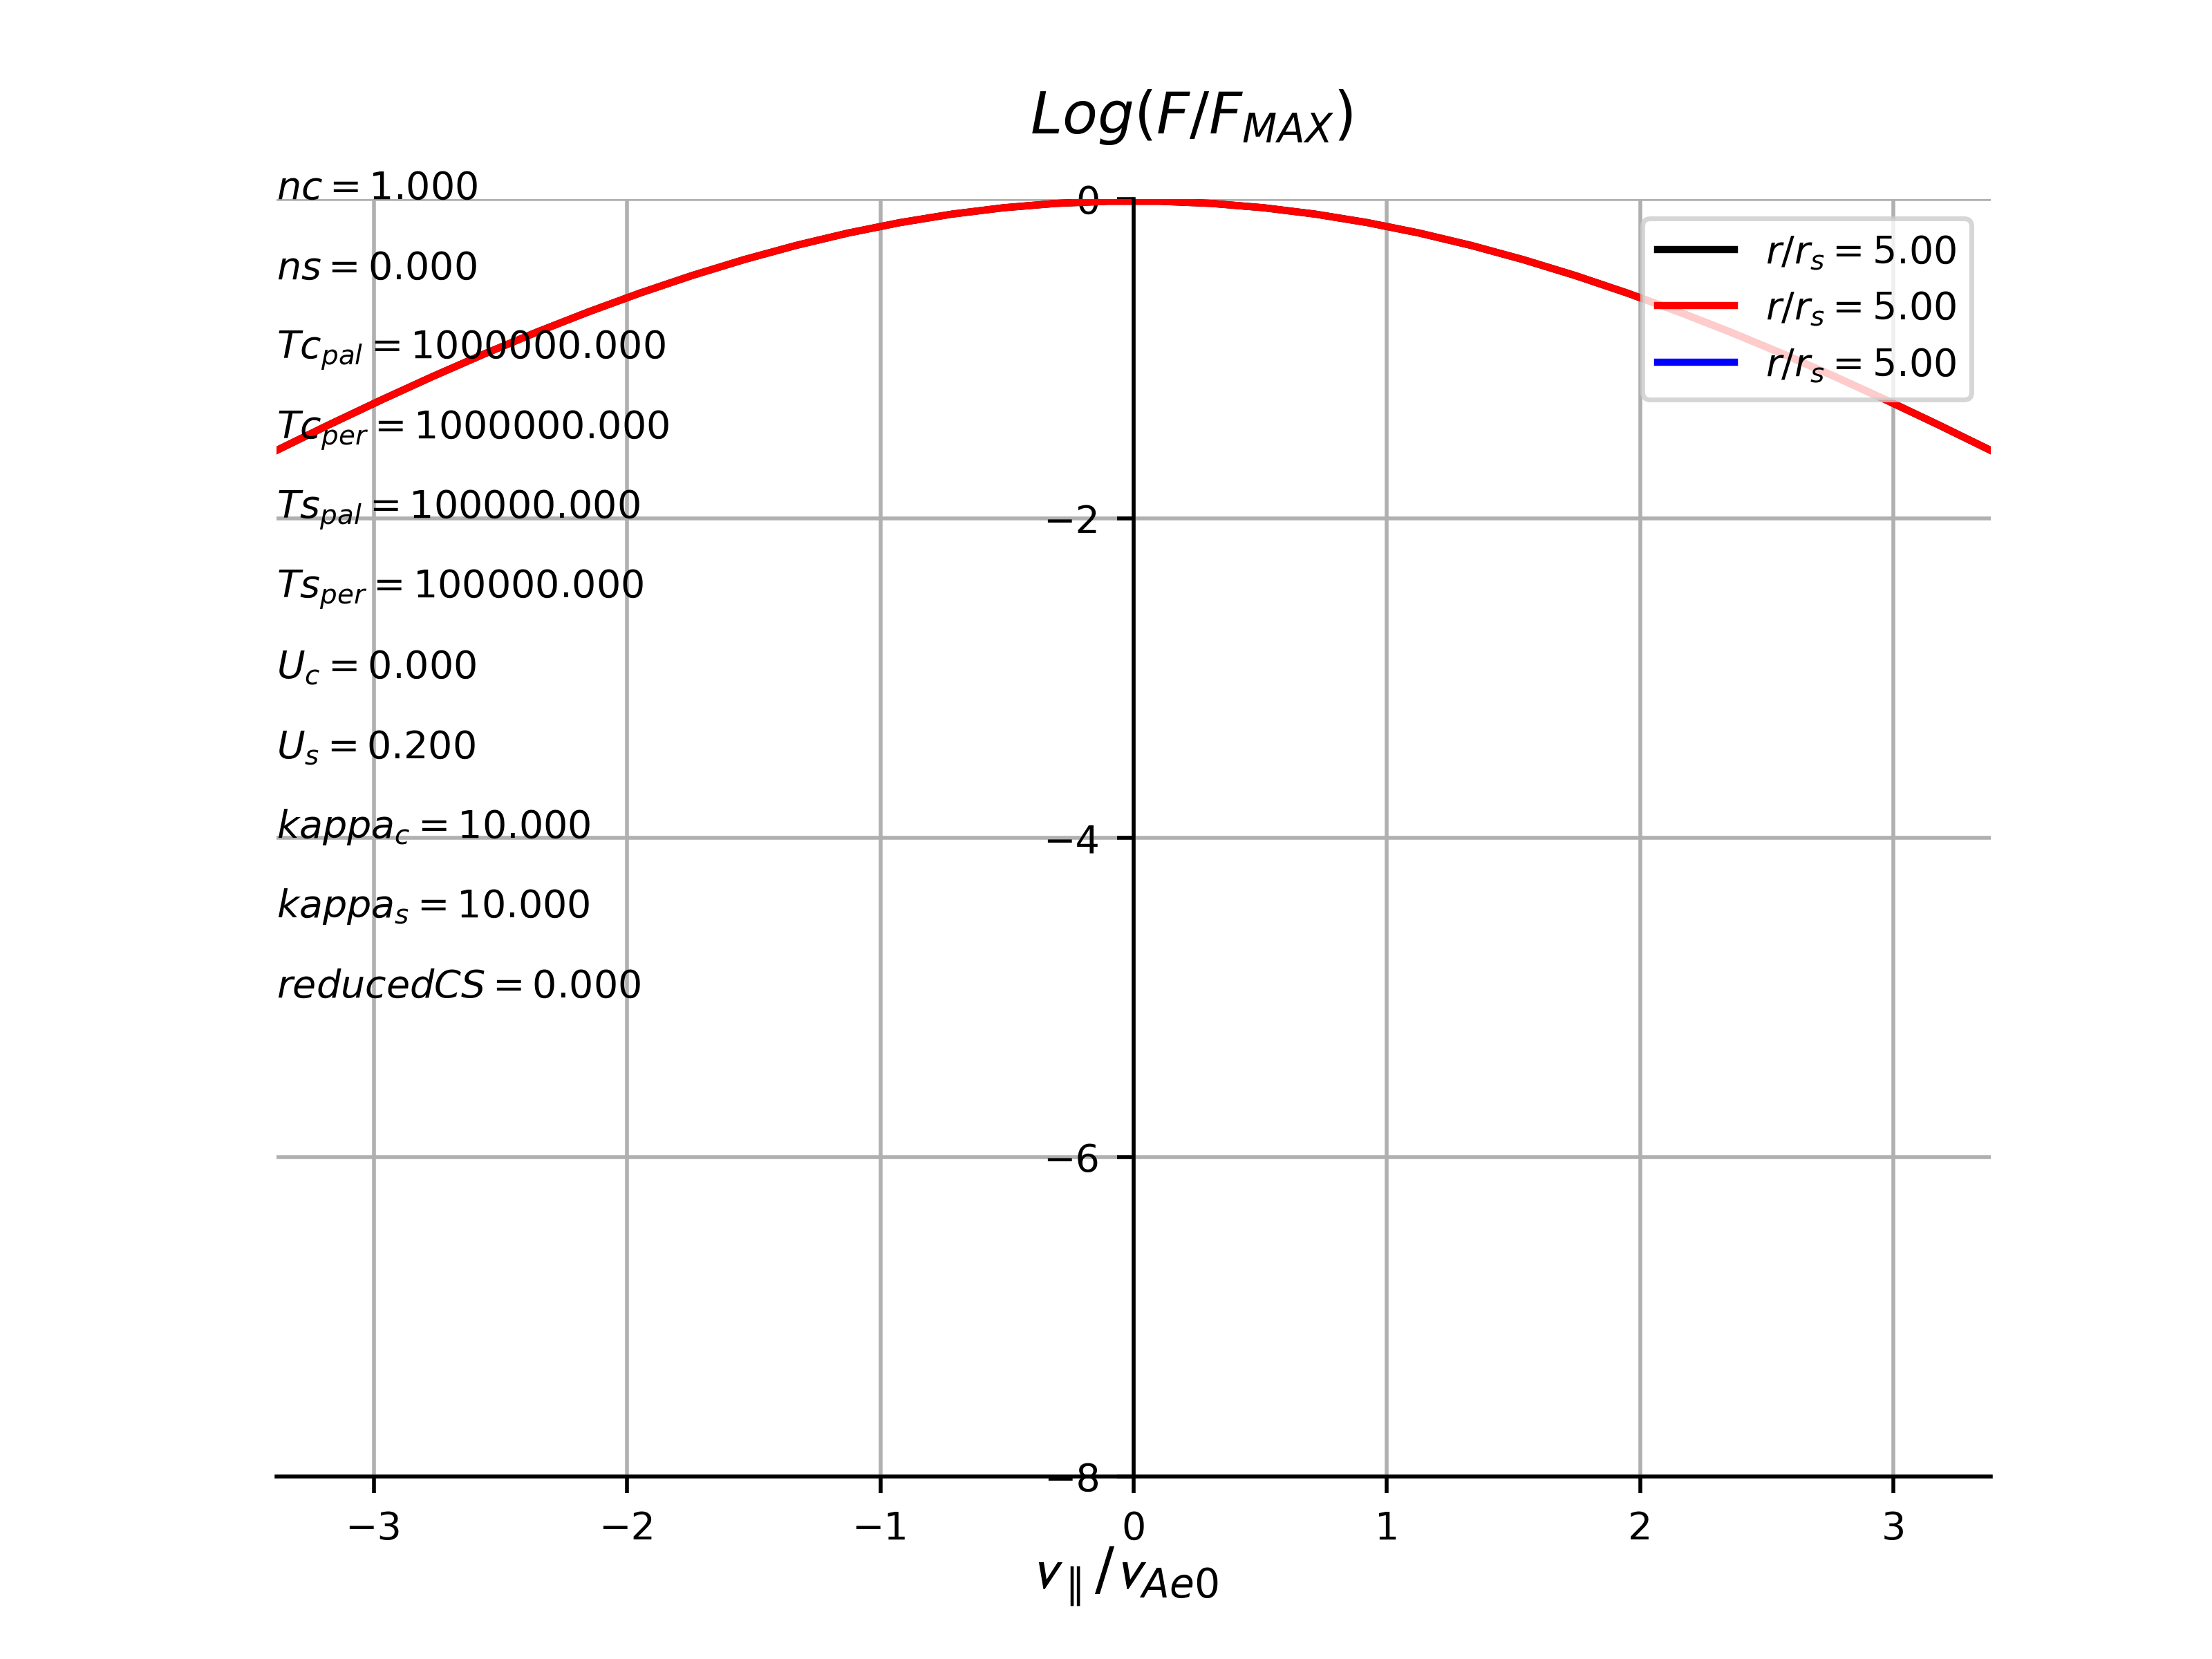 Log(F/F_MAX)
nc = 1.000
ns = 0.000
Tc_pal = 1000000.000
Tc_per = 1000000.000
Ts_pal = 100000.000
Ts_per = 100000.000
U_c = 0.000
U_s = 0.200
kappa_c = 10.000
kappa_s = 10.000
reducedCS = 0.000
0
−2
−4
−6
−8
r/r_s = 5.00
r/r_s = 5.00
r/r_s = 5.00
−3 −2 −1 0 1 2 3
v_∥/v_Ae0